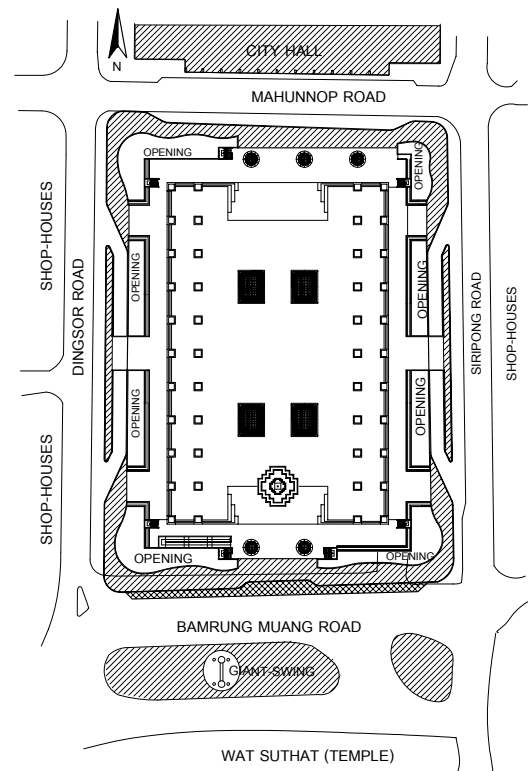 CITY HALL
N
MAHUNNOP ROAD
OPENING
OPENING
SHOP-HOUSES
DINGSOR ROAD
OPENING
OPENING
SIRIPONG ROAD
SHOP-HOUSES
OPENING
OPENING
SHOP-HOUSES
OPENING
OPENING
BAMRUNG MUANG ROAD
GIANT-SWING
WAT SUTHAT (TEMPLE)